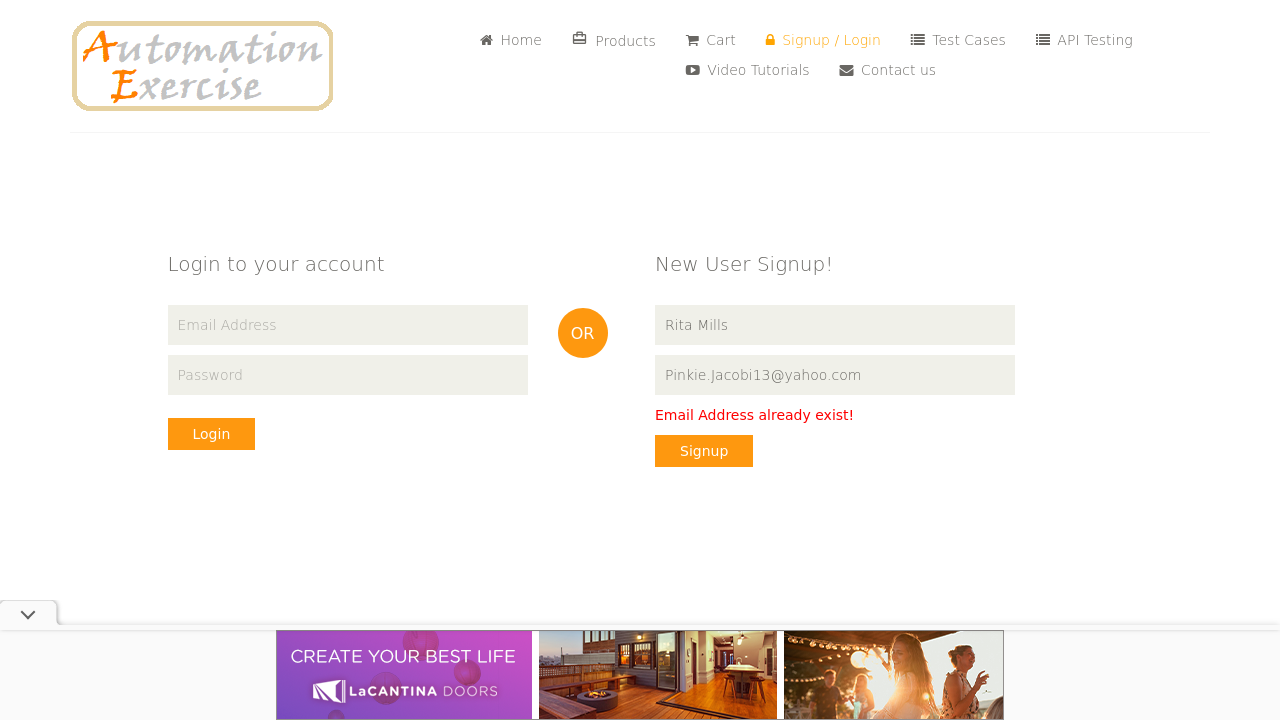 Automation
Exercise
Home
Products
Cart
Signup / Login
Test Cases
API Testing
Video Tutorials
Contact us
Login to your account
Email Address
Password
Login
OR
New User Signup!
Rita Mills
Pinkie.Jacobi13@yahoo.com
Email Address already exist!
Signup
CREATE YOUR BEST LIFE
LACANTINA DOORS